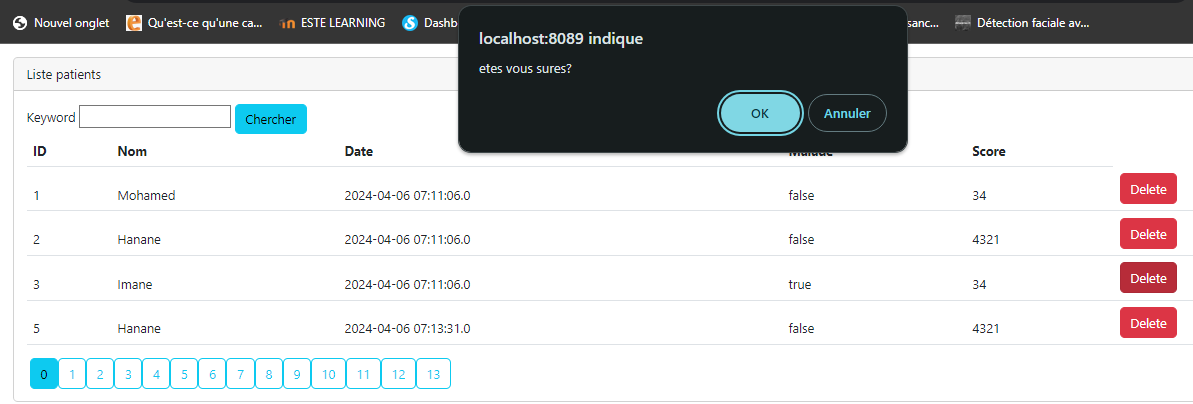 Nouvel onglet Qu'est-ce qu'une ca... ESTE LEARNING Dashb sanc... Détection faciale av...
localhost:8089 indique
etes vous sures?
OK Annuler
Liste patients
Keyword Chercher
ID Nom Date Malade Score
1 Mohamed 2024-04-06 07:11:06.0 false 34 Delete
2 Hanane 2024-04-06 07:11:06.0 false 4321 Delete
3 Imane 2024-04-06 07:11:06.0 true 34 Delete
5 Hanane 2024-04-06 07:13:31.0 false 4321 Delete
0 1 2 3 4 5 6 7 8 9 10 11 12 13